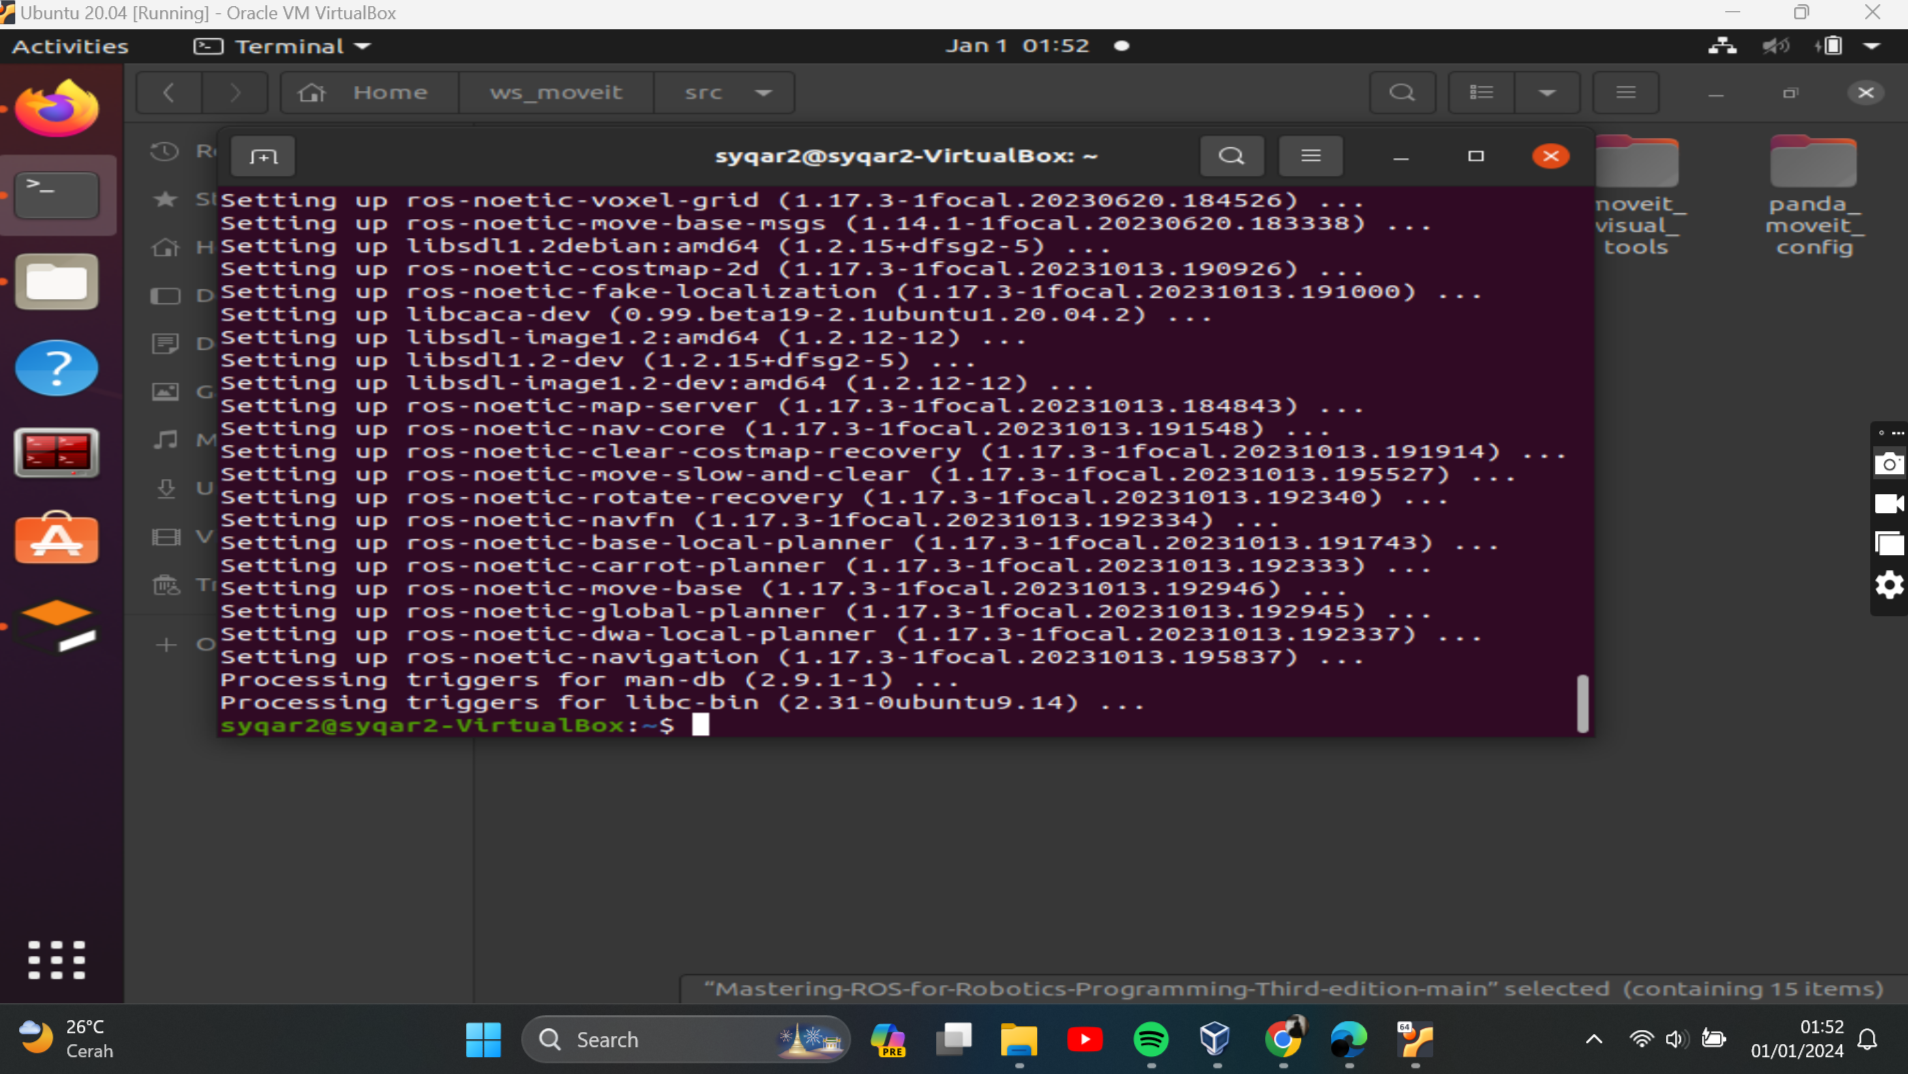 Ubuntu 20.04 [Running] - Oracle VM VirtualBox
Activities
Terminal
Jan 1 01:52
Home
ws_moveit
src
syqar2@syqar2-VirtualBox: ~
moveit_
visual_
tools
panda_
moveit_
config
Setting up ros-noetic-voxel-grid (1.17.3-1focal.20230620.184526) ...
Setting up ros-noetic-move-base-msgs (1.14.1-1focal.20230620.183338) ...
Setting up libsdl1.2debian:amd64 (1.2.15+dfsg2-5) ...
Setting up ros-noetic-costmap-2d (1.17.3-1focal.20231013.190926) ...
Setting up ros-noetic-fake-localization (1.17.3-1focal.20231013.191000) ...
Setting up libcaca-dev (0.99.beta19-2.1ubuntu1.20.04.2) ...
Setting up libsdl-image1.2:amd64 (1.2.12-12) ...
Setting up libsdl1.2-dev (1.2.15+dfsg2-5) ...
Setting up libsdl-image1.2-dev:amd64 (1.2.12-12) ...
Setting up ros-noetic-map-server (1.17.3-1focal.20231013.184843) ...
Setting up ros-noetic-nav-core (1.17.3-1focal.20231013.191548) ...
Setting up ros-noetic-clear-costmap-recovery (1.17.3-1focal.20231013.191914) ...
Setting up ros-noetic-move-slow-and-clear (1.17.3-1focal.20231013.195527) ...
Setting up ros-noetic-rotate-recovery (1.17.3-1focal.20231013.192340) ...
Setting up ros-noetic-navfn (1.17.3-1focal.20231013.192334) ...
Setting up ros-noetic-base-local-planner (1.17.3-1focal.20231013.191743) ...
Setting up ros-noetic-carrot-planner (1.17.3-1focal.20231013.192333) ...
Setting up ros-noetic-move-base (1.17.3-1focal.20231013.192946) ...
Setting up ros-noetic-global-planner (1.17.3-1focal.20231013.192945) ...
Setting up ros-noetic-dwa-local-planner (1.17.3-1focal.20231013.192337) ...
Setting up ros-noetic-navigation (1.17.3-1focal.20231013.195837) ...
Processing triggers for man-db (2.9.1-1) ...
Processing triggers for libc-bin (2.31-0ubuntu9.14) ...
syqar2@syqar2-VirtualBox:~$
"Mastering-ROS-for-Robotics-Programming-Third-edition-main" selected (containing 15 items)
26°C
Cerah
Search
PRE
64
01:52
01/01/2024